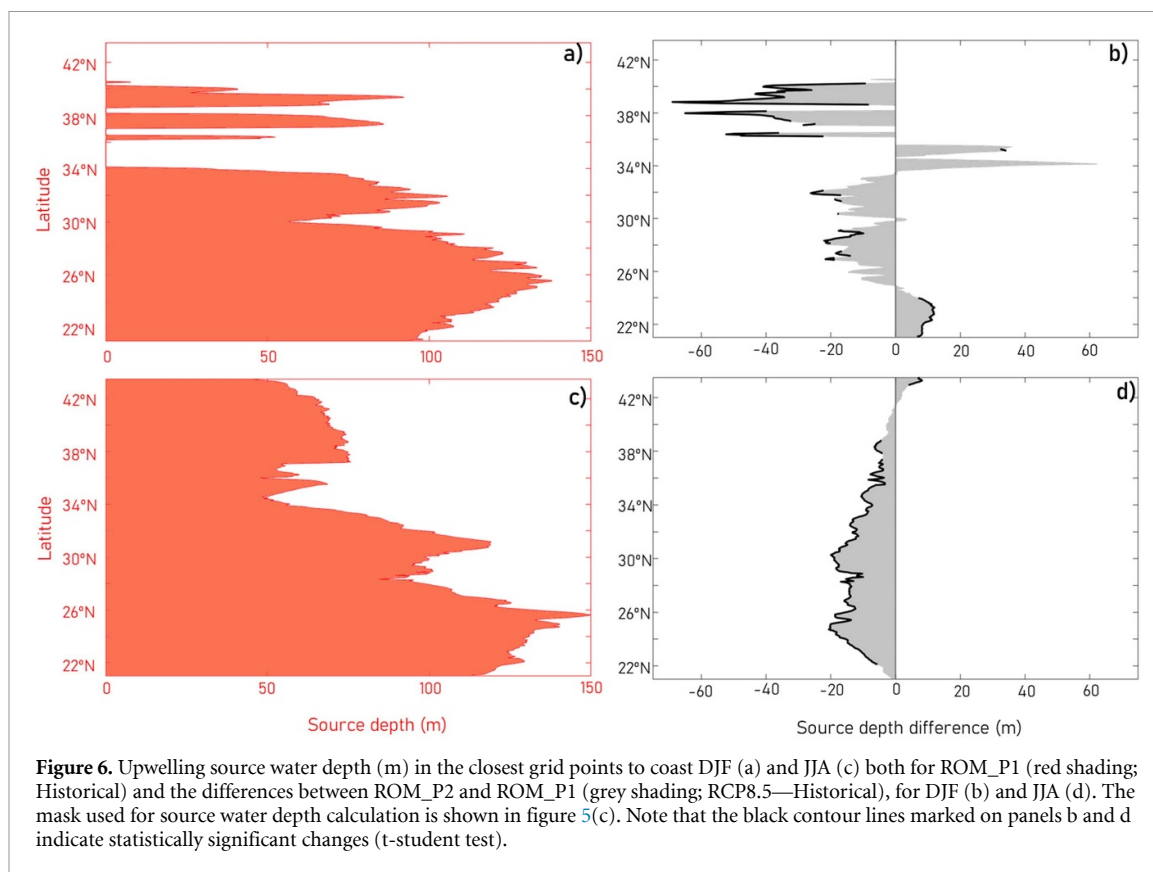 a)
42°N
38°N
34°N
30°N
26°N
22°N
Latitude
0 50 100 150
b)
42°N
38°N
34°N
30°N
26°N
22°N
-60 -40 -20 0 20 40 60
c)
42°N
38°N
34°N
30°N
26°N
22°N
Latitude
0 50 100 150
Source depth (m)
d)
42°N
38°N
34°N
30°N
26°N
22°N
-60 -40 -20 0 20 40 60
Source depth difference (m)
Figure 6. Upwelling source water depth (m) in the closest grid points to coast DJF (a) and JJA (c) both for ROM_P1 (red shading;
Historical) and the differences between ROM_P2 and ROM_P1 (grey shading; RCP8.5—Historical), for DJF (b) and JJA (d). The
mask used for source water depth calculation is shown in figure 5(c). Note that the black contour lines marked on panels b and d
indicate statistically significant changes (t-student test).